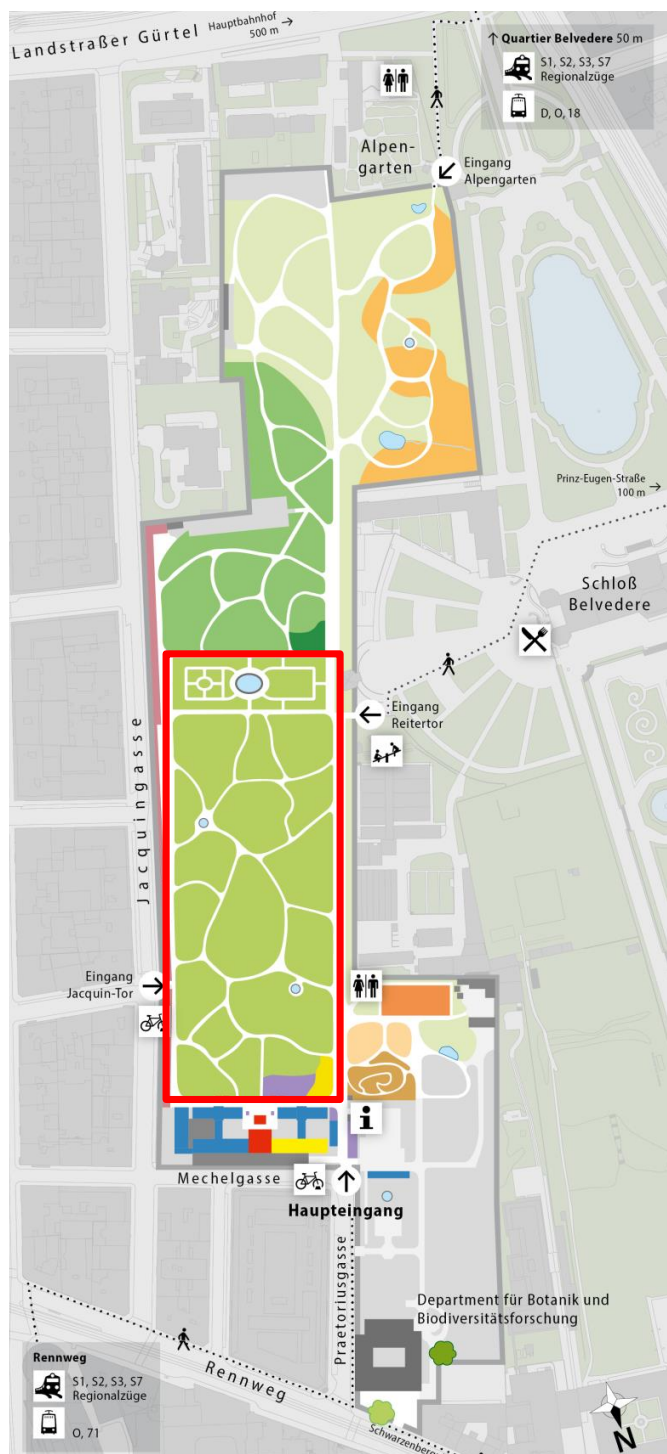 Landstraßer Gürtel
Hauptbahnhof
500 m →
↑ Quartier Belvedere 50 m
S1, S2, S3, S7
Regionalzüge
D, O, 18
Alpen-
garten
Eingang
Alpengarten
Prinz-Eugen-Straße
100 m →
Schloß
Belvedere
Eingang
Reitertor
Jacquingasse
Eingang
Jacquin-Tor
i
Mechelgasse
Haupteingang
Praetoriusgasse
Department für Botanik und
Biodiversitätsforschung
Rennweg
S1, S2, S3, S7
Regionalzüge
O, 71
Rennweg
N